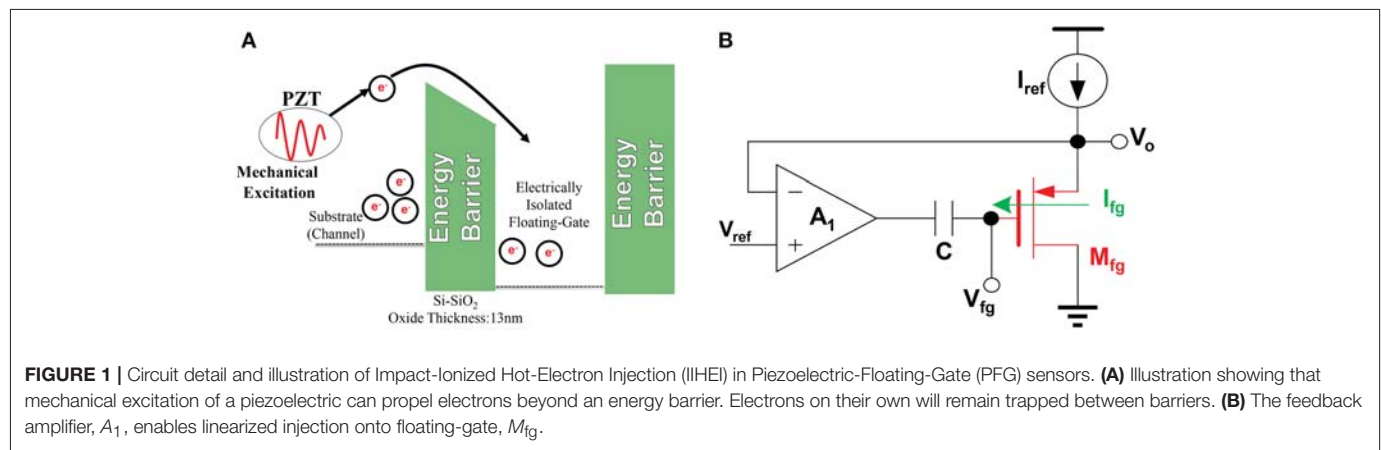 A
PZT
e-
Mechanical
Excitation
e-
e-
e-
Substrate
(Channel)
Energy
Barrier
Electrically
Isolated
Floating-Gate
e-
e-
Energy
Barrier
Si-SiO2
Oxide Thickness:13nm
B
Iref
Vo
−
A1
Vref
+
C
Vfg
Ifg
Mfg
FIGURE 1 | Circuit detail and illustration of Impact-Ionized Hot-Electron Injection (IIHEI) in Piezoelectric-Floating-Gate (PFG) sensors. (A) Illustration showing that
mechanical excitation of a piezoelectric can propel electrons beyond an energy barrier. Electrons on their own will remain trapped between barriers. (B) The feedback
amplifier, A1, enables linearized injection onto floating-gate, Mfg.